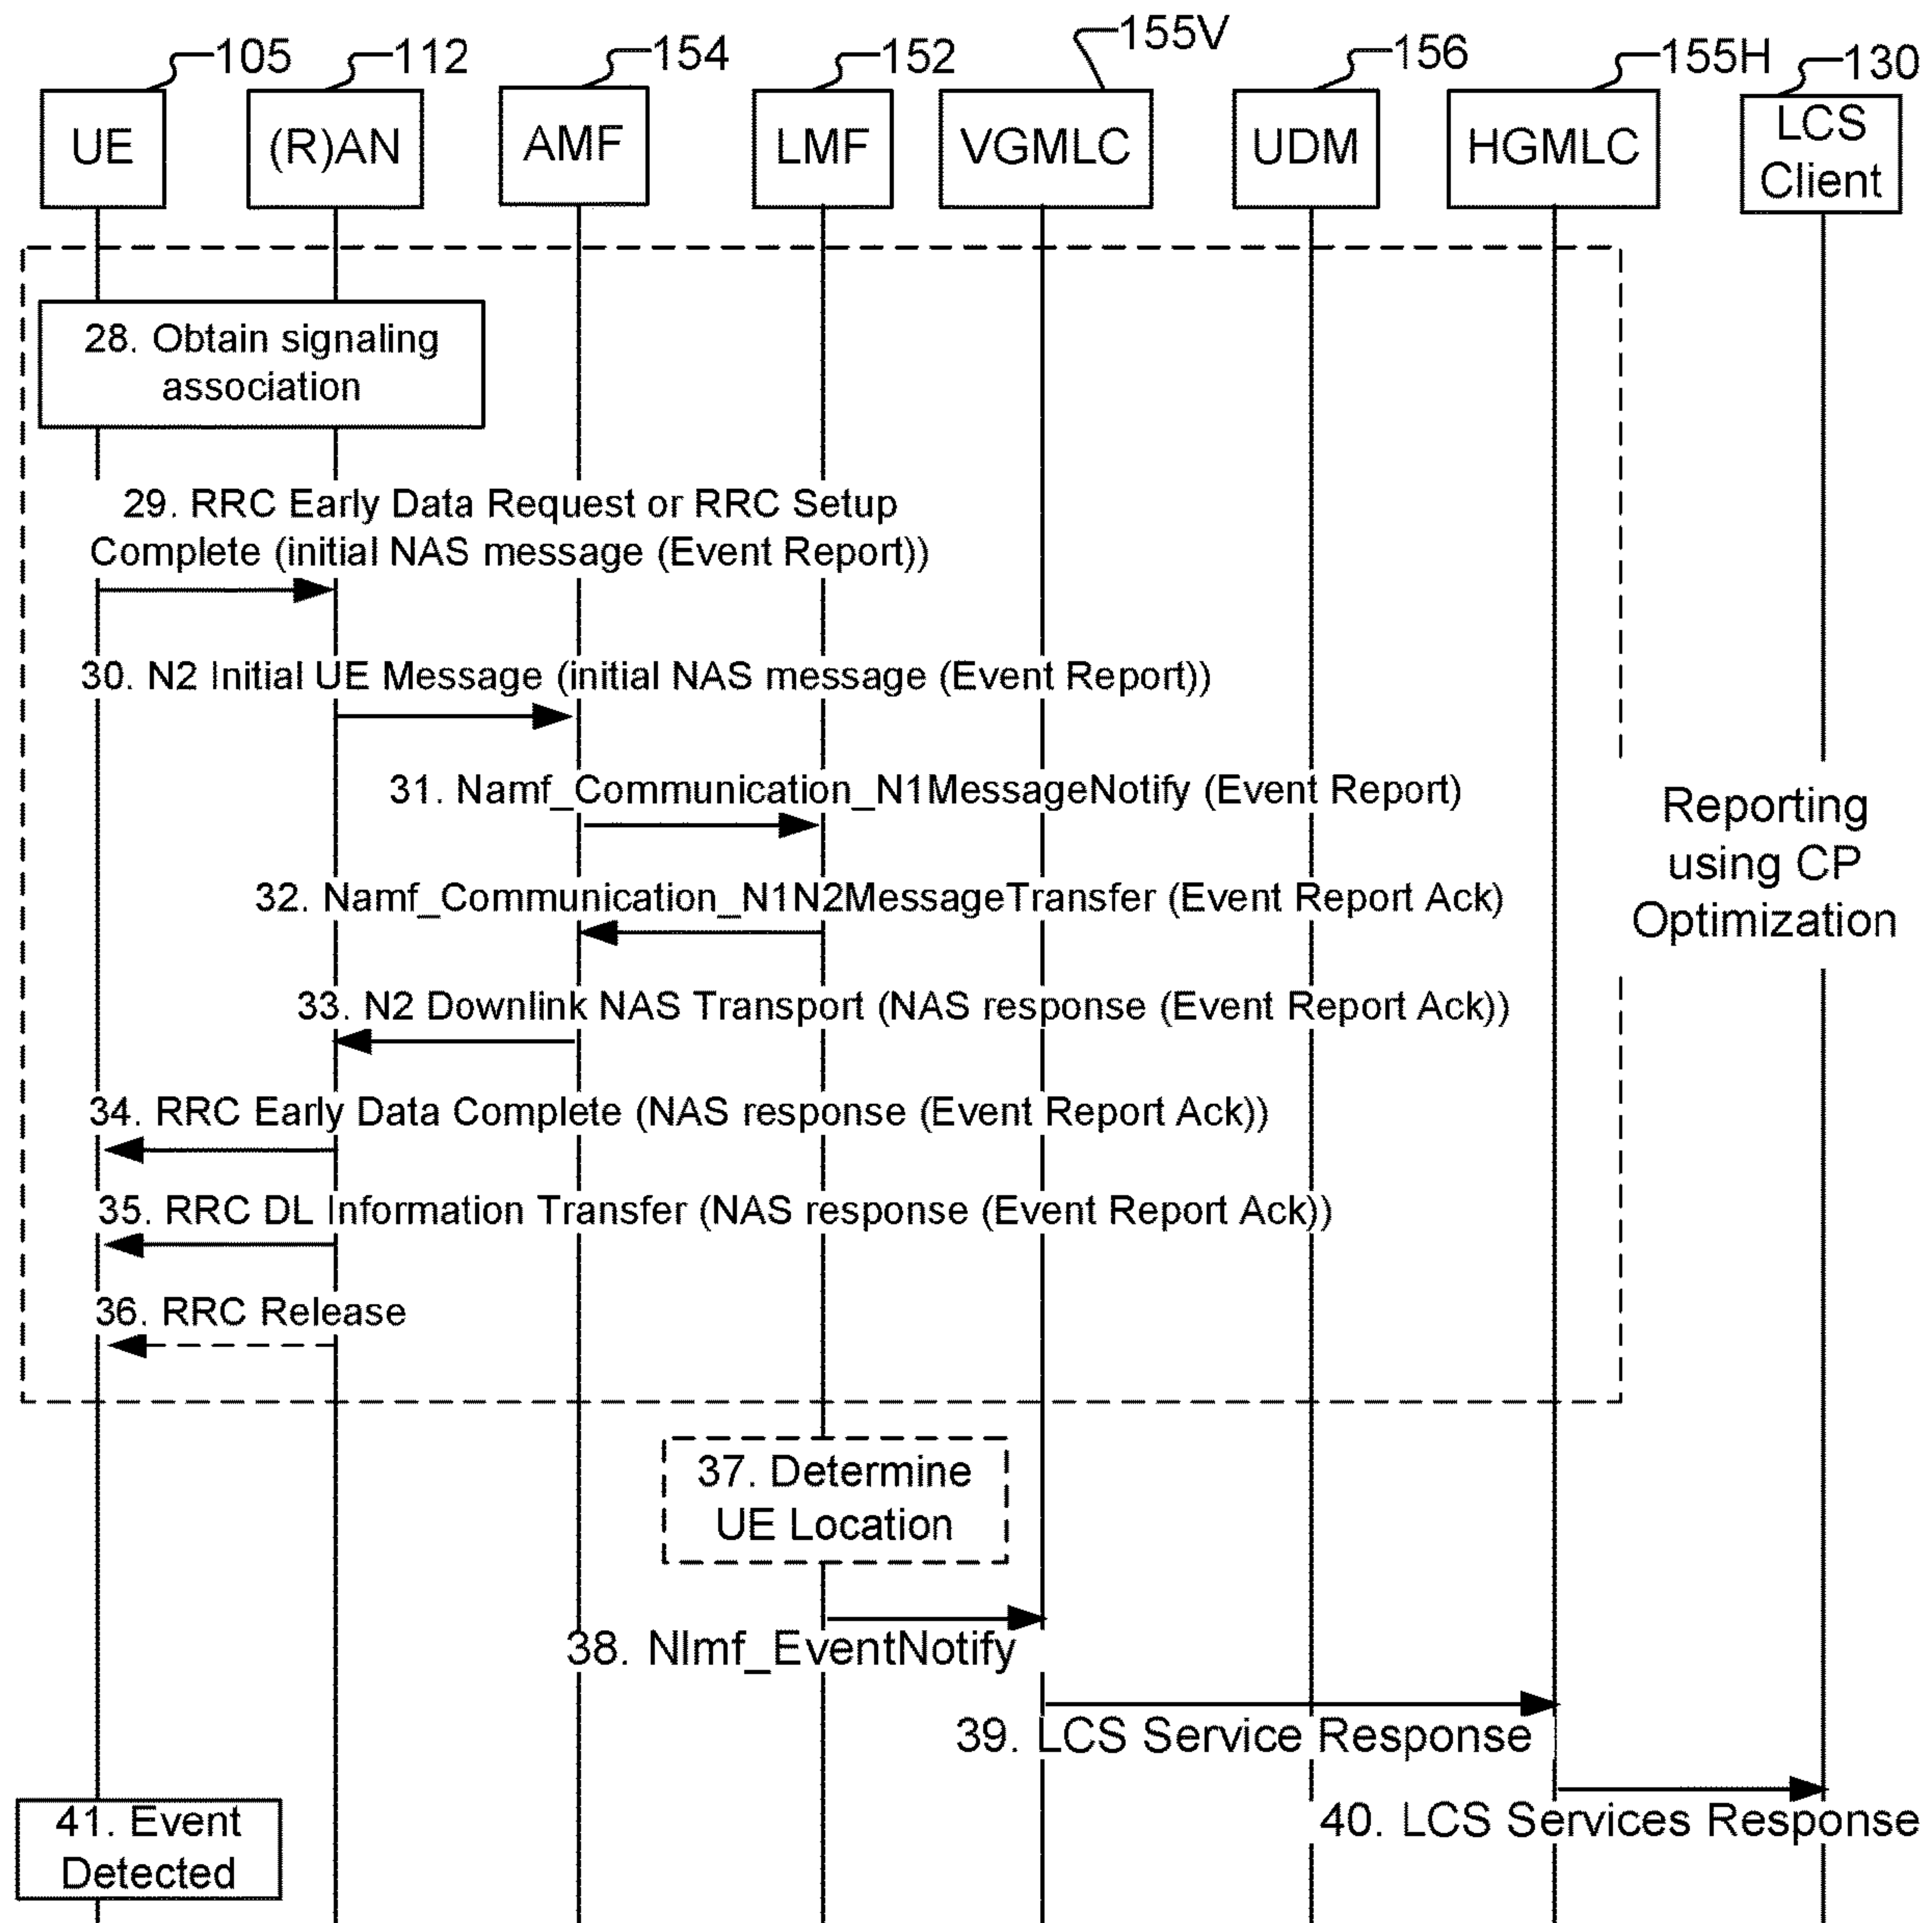 105
112
154
152
155V
156
155H
130
UE
(R)AN
AMF
LMF
VGMLC
UDM
HGMLC
LCS
Client
28. Obtain signaling
association
29. RRC Early Data Request or RRC Setup
Complete (initial NAS message (Event Report))
30. N2 Initial UE Message (initial NAS message (Event Report))
31. Namf_Communication_N1MessageNotify (Event Report)
Reporting
using CP
Optimization
32. Namf_Communication_N1N2MessageTransfer (Event Report Ack)
33. N2 Downlink NAS Transport (NAS response (Event Report Ack))
34. RRC Early Data Complete (NAS response (Event Report Ack))
35. RRC DL Information Transfer (NAS response (Event Report Ack))
36. RRC Release
37. Determine
UE Location
38. Nlmf_EventNotify
39. LCS Service Response
40. LCS Services Response
41. Event
Detected